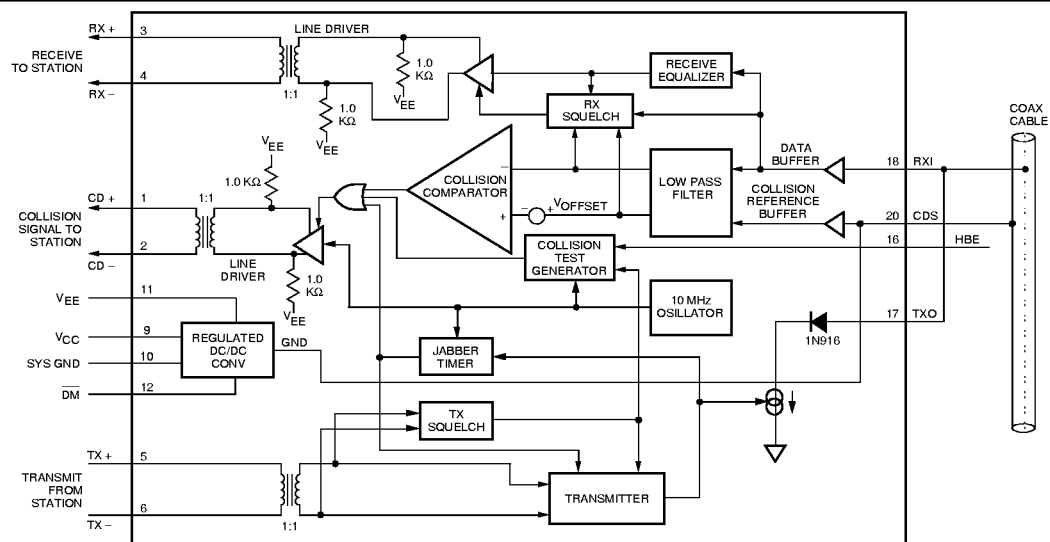 RX +
3
LINE DRIVER
RECEIVE
TO STATION
4
RX −
1:1
1.0
KΩ
VEE
1.0
KΩ
VEE
RECEIVE
EQUALIZER
RX
SQUELCH
COAX
CABLE
VEE
1.0 KΩ
COLLISION
COMPARATOR
−
+
+
VOFFSET
LOW PASS
FILTER
DATA
BUFFER
18
RXI
COLLISION
REFERENCE
BUFFER
20
CDS
16
HBE
CD +
1
1:1
COLLISION
SIGNAL TO
STATION
2
CD −
LINE
DRIVER
1.0
KΩ
VEE
COLLISION
TEST
GENERATOR
10 MHz
OSILLATOR
VEE
11
VCC
9
SYS GND
10
DM
12
REGULATED
DC/DC
CONV
GND
JABBER
TIMER
17
TXO
1N916
TX
SQUELCH
TX +
5
TRANSMIT
FROM
STATION
6
TX −
1:1
TRANSMITTER